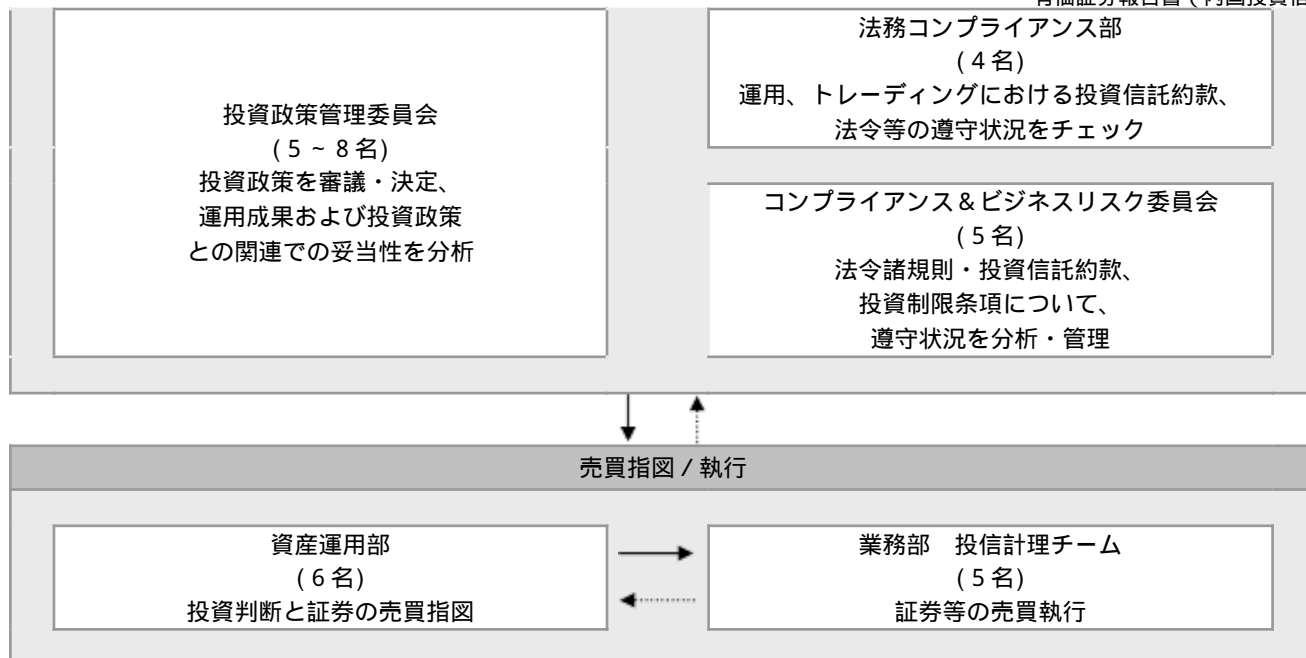 投資政策管理委員会
(5～8名)
投資政策を審議・決定、
運用成果および投資政策
との関連での妥当性を分析
法務コンプライアンス部
(4名)
運用、トレーディングにおける投資信託約款、
法令等の遵守状況をチェック
コンプライアンス＆ビジネスリスク委員会
(5名)
法令諸規則・投資信託約款、
投資制限条項について、
遵守状況を分析・管理
売買指図／執行
資産運用部
(6名)
投資判断と証券の売買指図
業務部　投信計理チーム
(5名)
証券等の売買執行